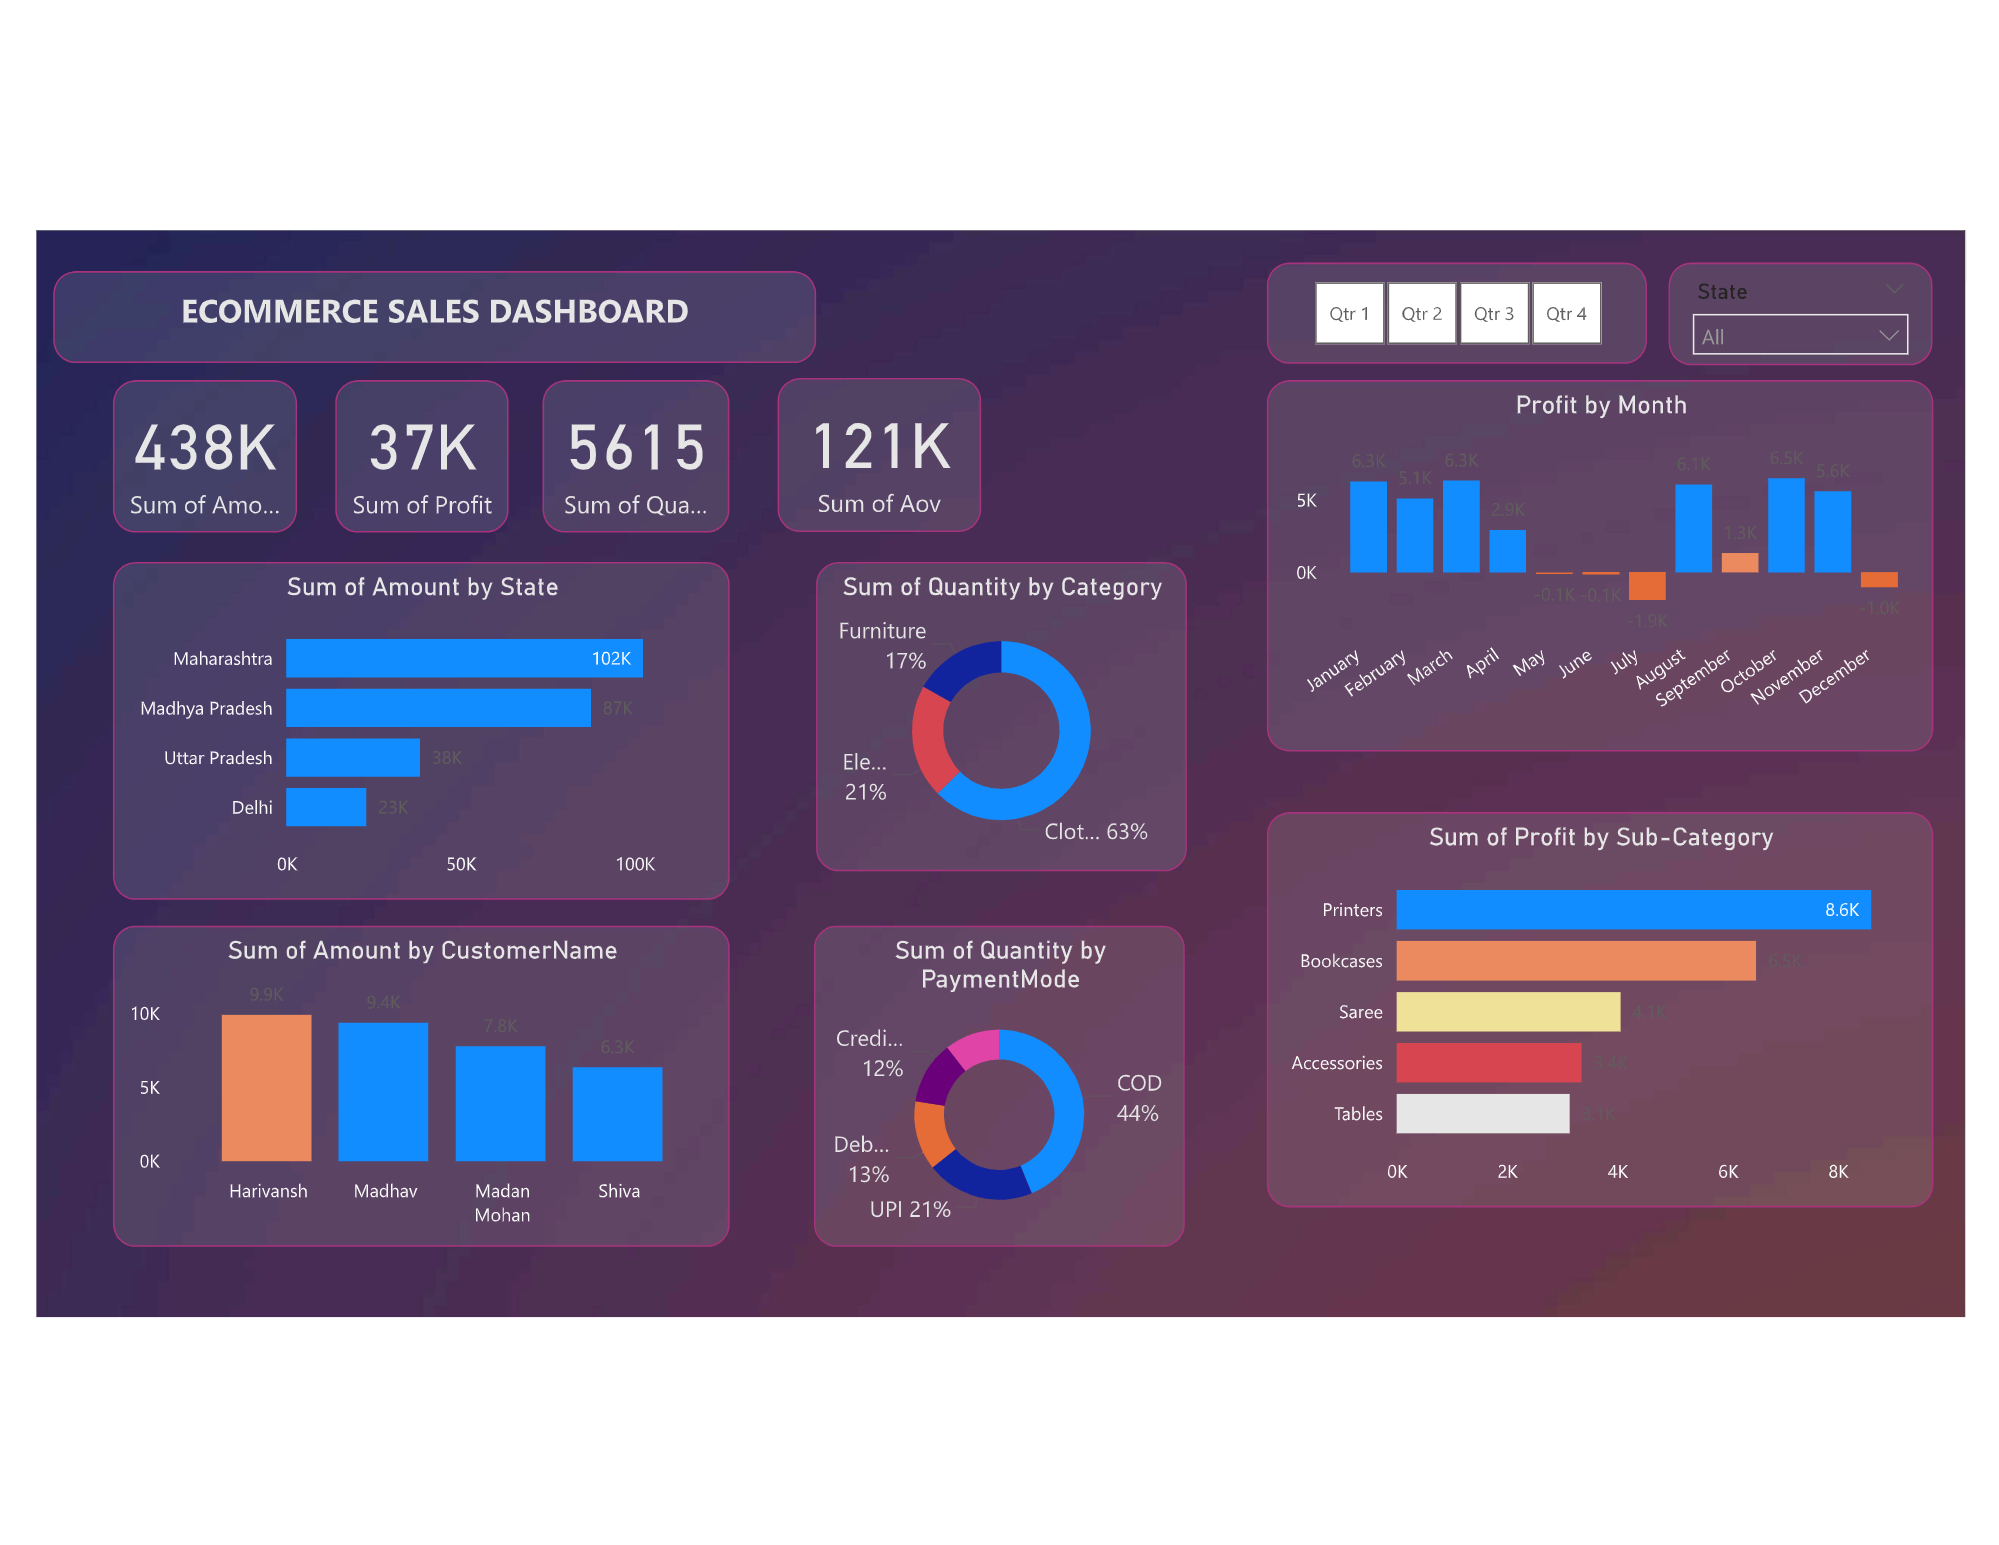 ECOMMERCE SALES DASHBOARD
Qtr 1
Qtr 2
Qtr 3
Qtr 4
State
All
438K
Sum of Amo...
37K
Sum of Profit
5615
Sum of Qua...
121K
Sum of Aov
Profit by Month
5K
0K
6.3K
5.1K
6.3K
2.9K
-0.1K
-0.1K
-1.9K
6.1K
1.3K
6.5K
5.6K
-1.0K
January
February
March
April
May
June
July
August
September
October
November
December
Sum of Amount by State
Maharashtra
102K
Madhya Pradesh
87K
Uttar Pradesh
38K
Delhi
23K
0K
50K
100K
Sum of Quantity by Category
Furniture
17%
Ele...
21%
Clot... 63%
Sum of Profit by Sub-Category
Printers
8.6K
Bookcases
6.5K
Saree
4.1K
Accessories
3.4K
Tables
3.1K
0K
2K
4K
6K
8K
Sum of Amount by CustomerName
10K
5K
0K
9.9K
9.4K
7.8K
6.3K
Harivansh
Madhav
Madan
Mohan
Shiva
Sum of Quantity by
PaymentMode
Credi...
12%
COD
44%
Deb...
13%
UPI 21%